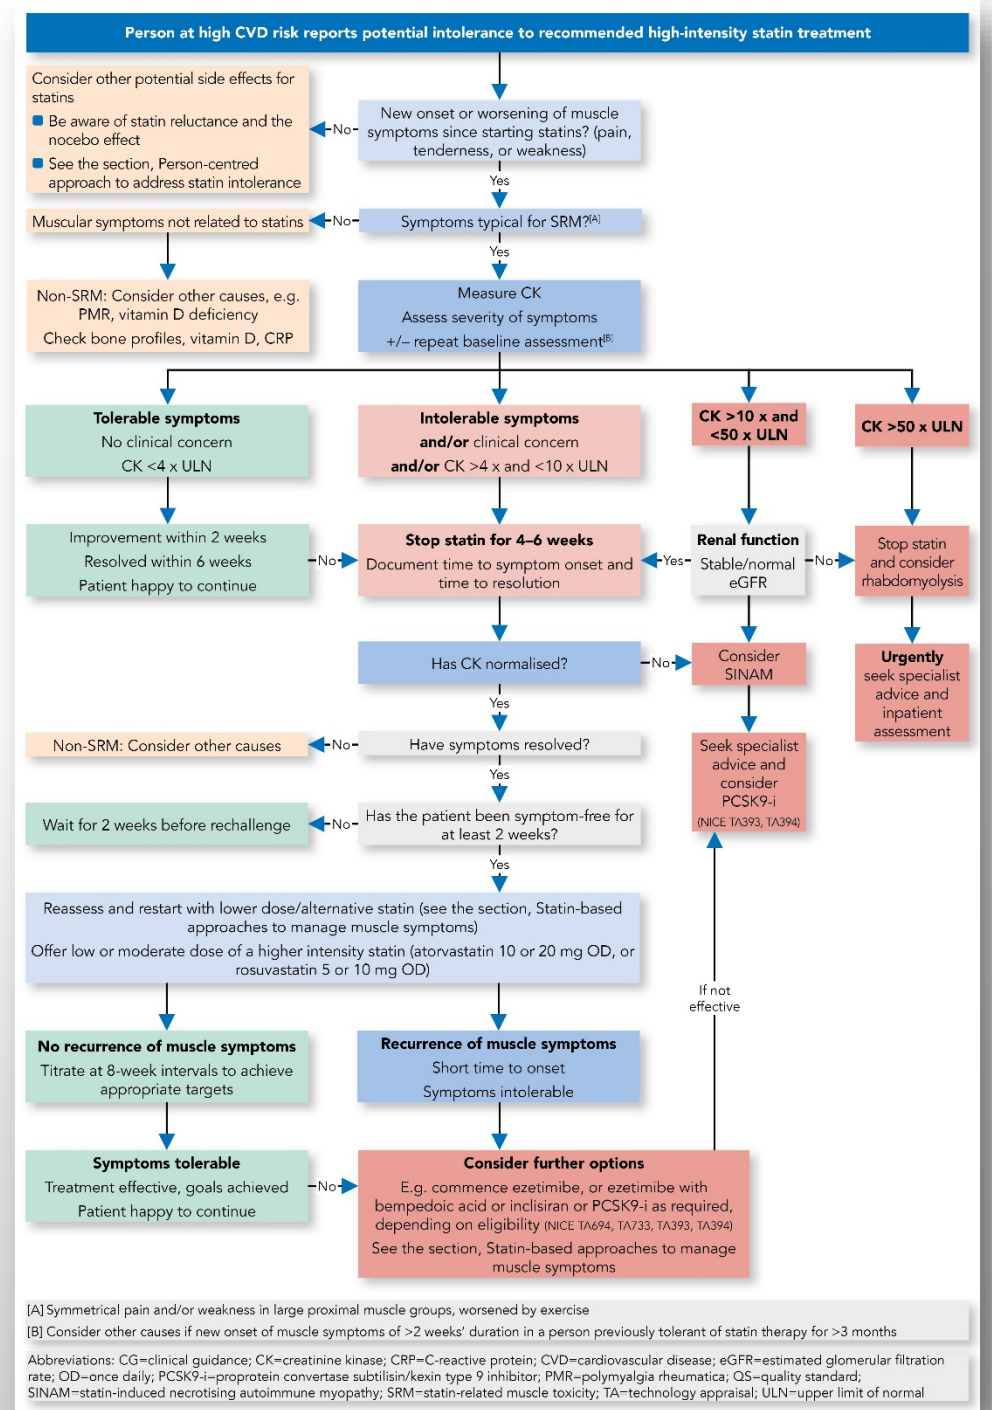 Person at high CVD risk reports potential intolerance to recommended high-intensity statin treatment
New onset or worsening of muscle
symptoms since starting statins? (pain,
tenderness, or weakness)
No
Consider other potential side effects for
statins
Be aware of statin reluctance and the
nocebo effect
See the section, Person-centred
approach to address statin intolerance
Yes
Symptoms typical for SRM?[A]
No
Muscular symptoms not related to statins
Non-SRM: Consider other causes, e.g.
PMR, vitamin D deficiency
Check bone profiles, vitamin D, CRP
Yes
Measure CK
Assess severity of symptoms
+/– repeat baseline assessment[B]
Tolerable symptoms
No clinical concern
CK <4 x ULN
Intolerable symptoms
and/or clinical concern
and/or CK >4 x and <10 x ULN
CK >10 x and
<50 x ULN
CK >50 x ULN
Improvement within 2 weeks
Resolved within 6 weeks
Patient happy to continue
No
Stop statin for 4–6 weeks
Document time to symptom onset and
time to resolution
Yes
Renal function
Stable/normal
eGFR
No
Stop statin
and consider
rhabdomyolysis
Has CK normalised?
No
Consider
SINAM
Urgently
seek specialist
advice and
inpatient
assessment
Yes
Have symptoms resolved?
No
Non-SRM: Consider other causes
Seek specialist
advice and
consider
PCSK9-i
(NICE TA393, TA394)
Yes
Has the patient been symptom-free for
at least 2 weeks?
No
Wait for 2 weeks before rechallenge
Yes
Reassess and restart with lower dose/alternative statin (see the section, Statin-based
approaches to manage muscle symptoms)
Offer low or moderate dose of a higher intensity statin (atorvastatin 10 or 20 mg OD, or
rosuvastatin 5 or 10 mg OD)
If not
effective
No recurrence of muscle symptoms
Titrate at 8-week intervals to achieve
appropriate targets
Recurrence of muscle symptoms
Short time to onset
Symptoms intolerable
Symptoms tolerable
Treatment effective, goals achieved
Patient happy to continue
No
Consider further options
E.g. commence ezetimibe, or ezetimibe with
bempedoic acid or inclisiran or PCSK9-i as required,
depending on eligibility (NICE TA694, TA733, TA393, TA394)
See the section, Statin-based approaches to manage
muscle symptoms
[A] Symmetrical pain and/or weakness in large proximal muscle groups, worsened by exercise
[B] Consider other causes if new onset of muscle symptoms of >2 weeks' duration in a person previously tolerant of statin therapy for >3 months
Abbreviations: CG=clinical guidance; CK=creatinine kinase; CRP=C-reactive protein; CVD=cardiovascular disease; eGFR=estimated glomerular filtration
rate; OD=once daily; PCSK9-i=proprotein convertase subtilisin/kexin type 9 inhibitor; PMR=polymyalgia rheumatica; QS=quality standard;
SINAM=statin-induced necrotising autoimmune myopathy; SRM=statin-related muscle toxicity; TA=technology appraisal; ULN=upper limit of normal